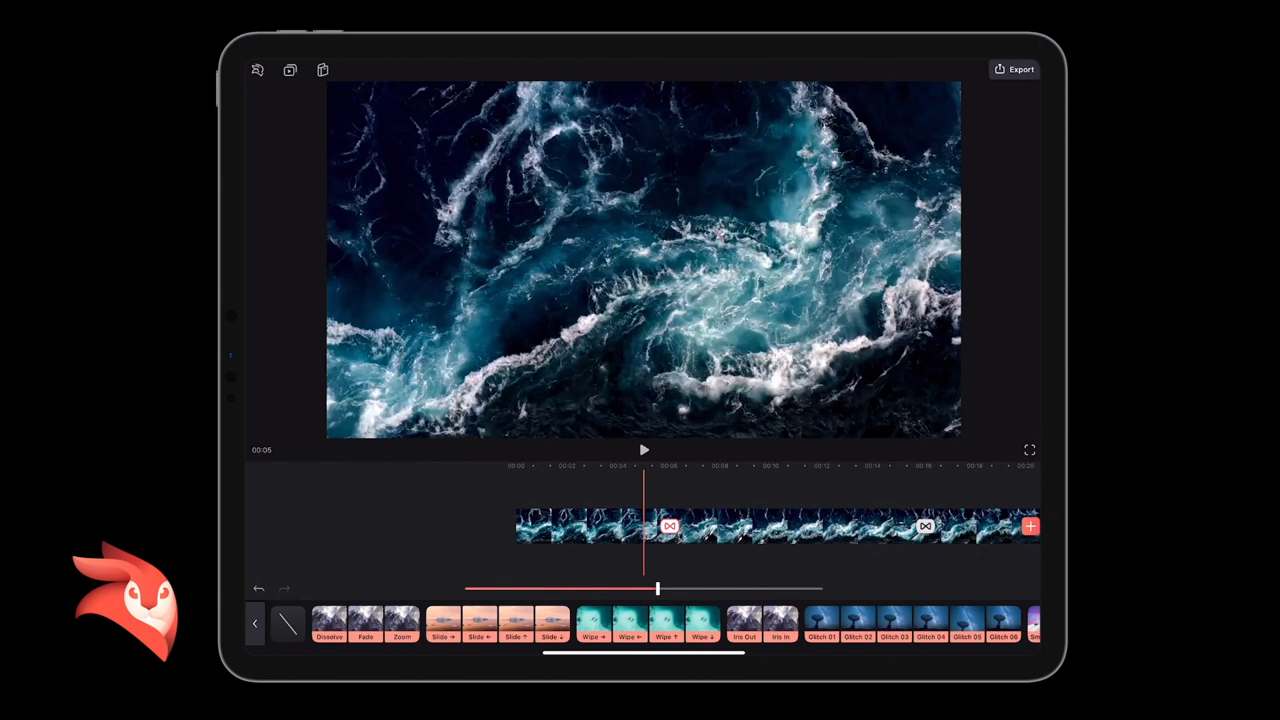 Export
00:05
00:00 00:02 00:04 00:06 00:08 00:10 00:12 00:14 00:16 00:18 00:20
Dissolve Fade Zoom Slide → Slide ← Slide ↑ Slide ↓ Wipe → Wipe ← Wipe ↑ Wipe ↓ Iris Out Iris In Glitch 01 Glitch 02 Glitch 03 Glitch 04 Glitch 05 Glitch 06 Sm